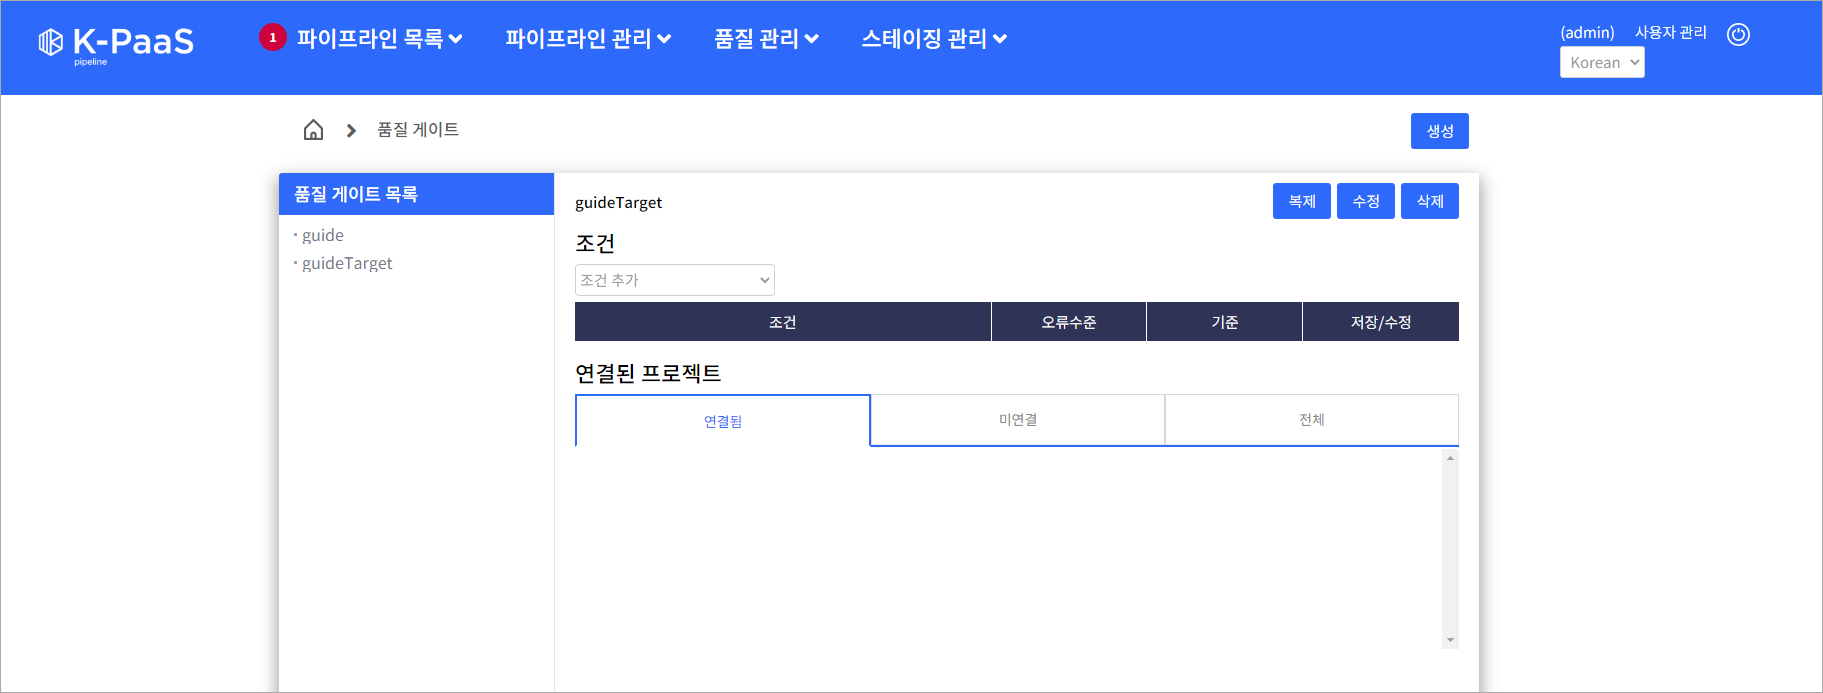 K-PaaS
pipeline
1 파이프라인 목록 파이프라인 관리 품질 관리 스테이징 관리
(admin) 사용자 관리
Korean
품질 게이트
생성
품질 게이트 목록
guide
guideTarget
guideTarget
복제 수정 삭제
조건
조건 추가
조건 오류수준 기준 저장/수정
연결된 프로젝트
연결됨 미연결 전체